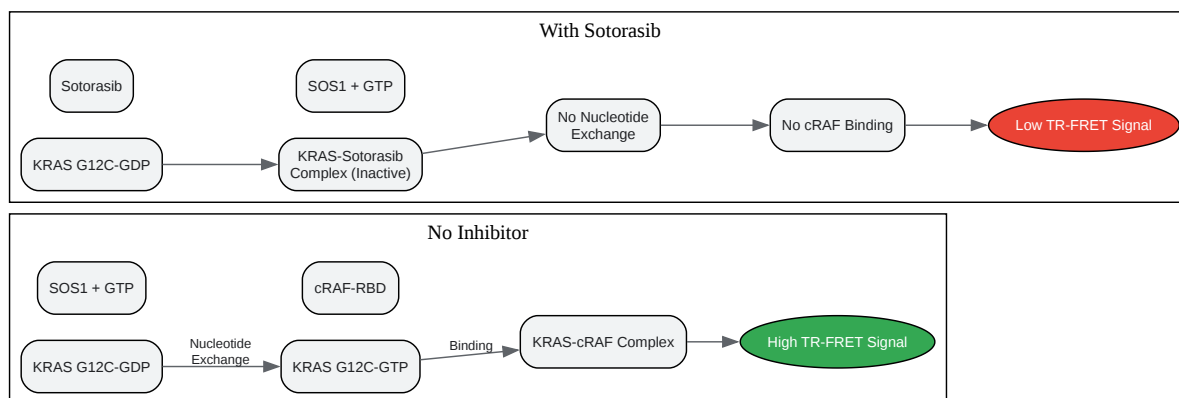 With Sotorasib
Sotorasib
SOS1 + GTP
KRAS G12C-GDP
KRAS-Sotorasib
Complex (Inactive)
No Nucleotide
Exchange
No cRAF Binding
Low TR-FRET Signal
No Inhibitor
SOS1 + GTP
cRAF-RBD
KRAS G12C-GDP
Nucleotide
Exchange
KRAS G12C-GTP
Binding
KRAS-cRAF Complex
High TR-FRET Signal